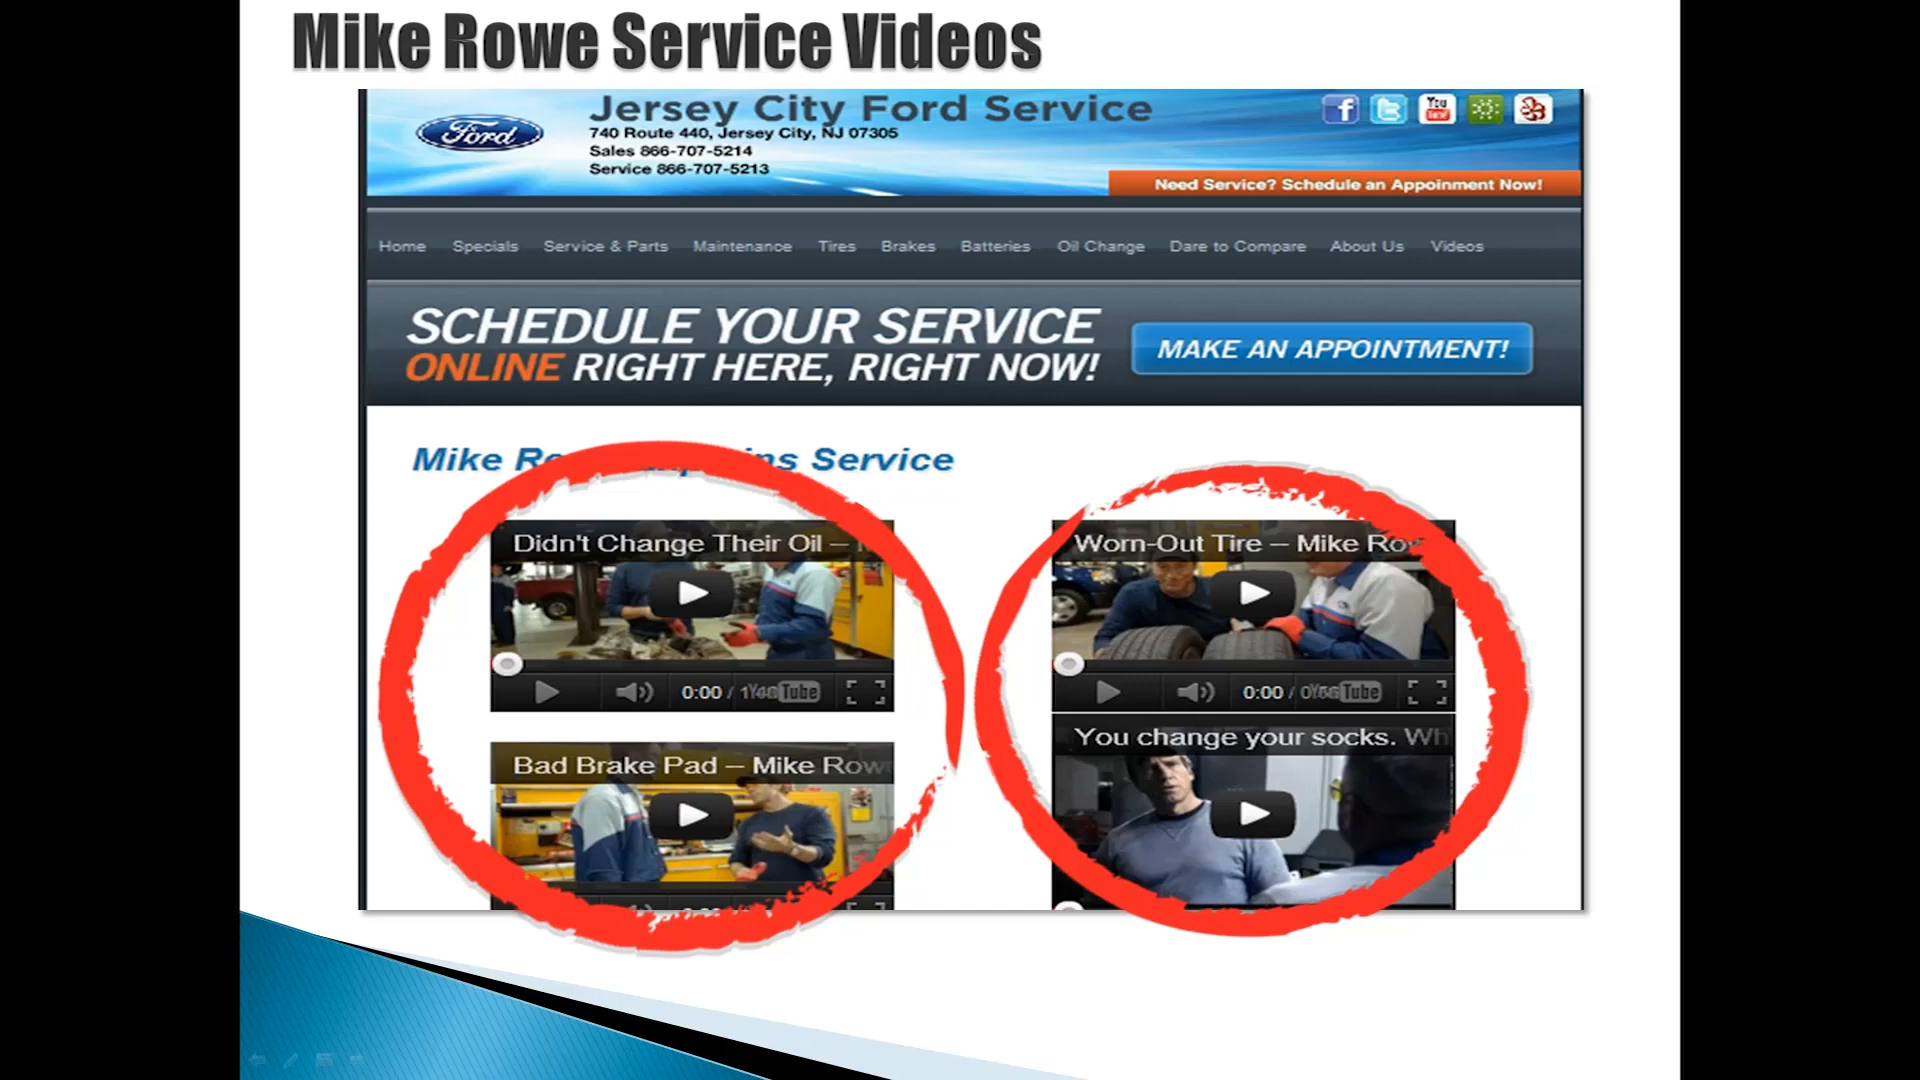 Mike Rowe Service Videos
Ford
Jersey City Ford Service
740 Route 440, Jersey City, NJ 07305
Sales 866-707-5214
Service 866-707-5213
You
Need Service? Schedule an Appoinment Now!
Home Specials Service & Parts Maintenance Tires Brakes Batteries Oil Change Dare to Compare About Us Videos
SCHEDULE YOUR SERVICE
ONLINE RIGHT HERE, RIGHT NOW!
MAKE AN APPOINTMENT!
Mike Service
Didn't Change Their Oil –
Worn-Out Tire – Mike
0:00 / YouTube
0:00 / YouTube
Bad Brake Pad – Mike Row
You change your socks. Wh